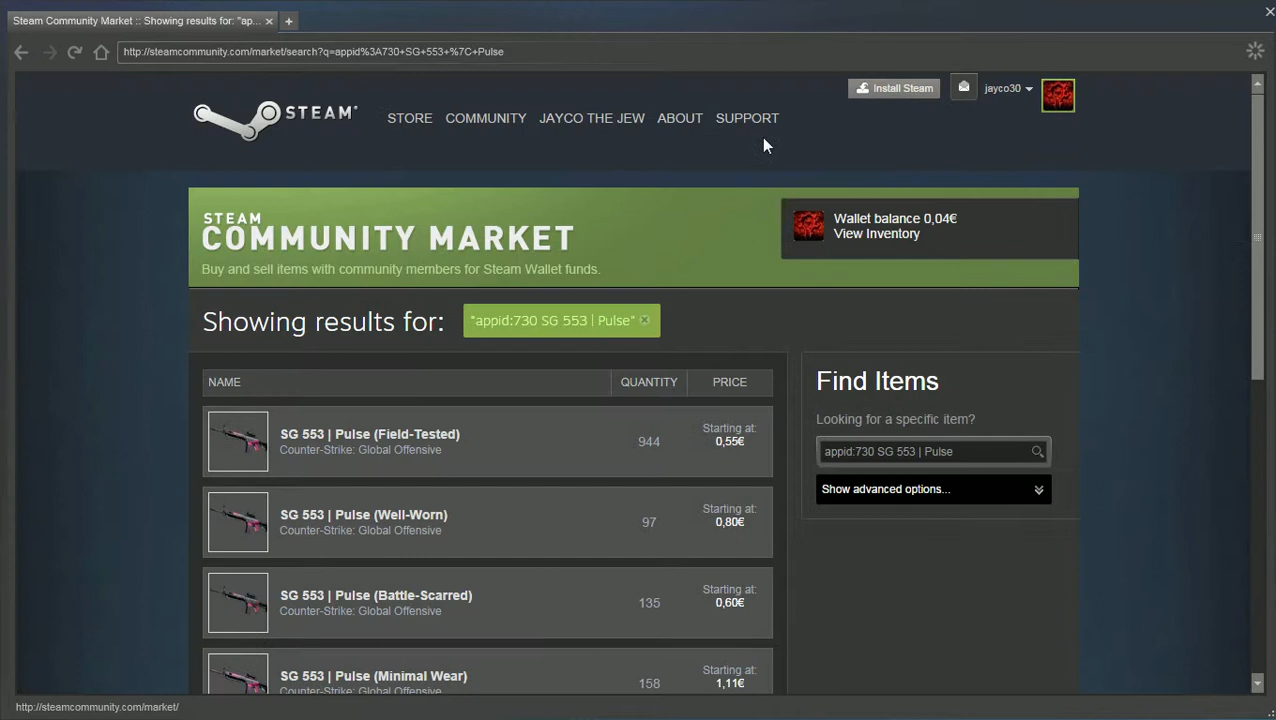 Steam Community Market :: Showing results for: "ap...
http://steamcommunity.com/market/search?q=appid%3A730+SG+553+%7C+Pulse
Install Steam
jayco30
STEAM®
STORE COMMUNITY JAYCO THE JEW ABOUT SUPPORT
STEAM
COMMUNITY MARKET
Buy and sell items with community members for Steam Wallet funds.
Wallet balance 0,04€
View Inventory
Showing results for: "appid:730 SG 553 | Pulse"
NAME QUANTITY PRICE
SG 553 | Pulse (Field-Tested)
Counter-Strike: Global Offensive
944
Starting at:
0,55€
SG 553 | Pulse (Well-Worn)
Counter-Strike: Global Offensive
97
Starting at:
0,80€
SG 553 | Pulse (Battle-Scarred)
Counter-Strike: Global Offensive
135
Starting at:
0,60€
SG 553 | Pulse (Minimal Wear)
Counter-Strike: Global Offensive
158
Starting at:
1,11€
Find Items
Looking for a specific item?
appid:730 SG 553 | Pulse
Show advanced options...
http://steamcommunity.com/market/